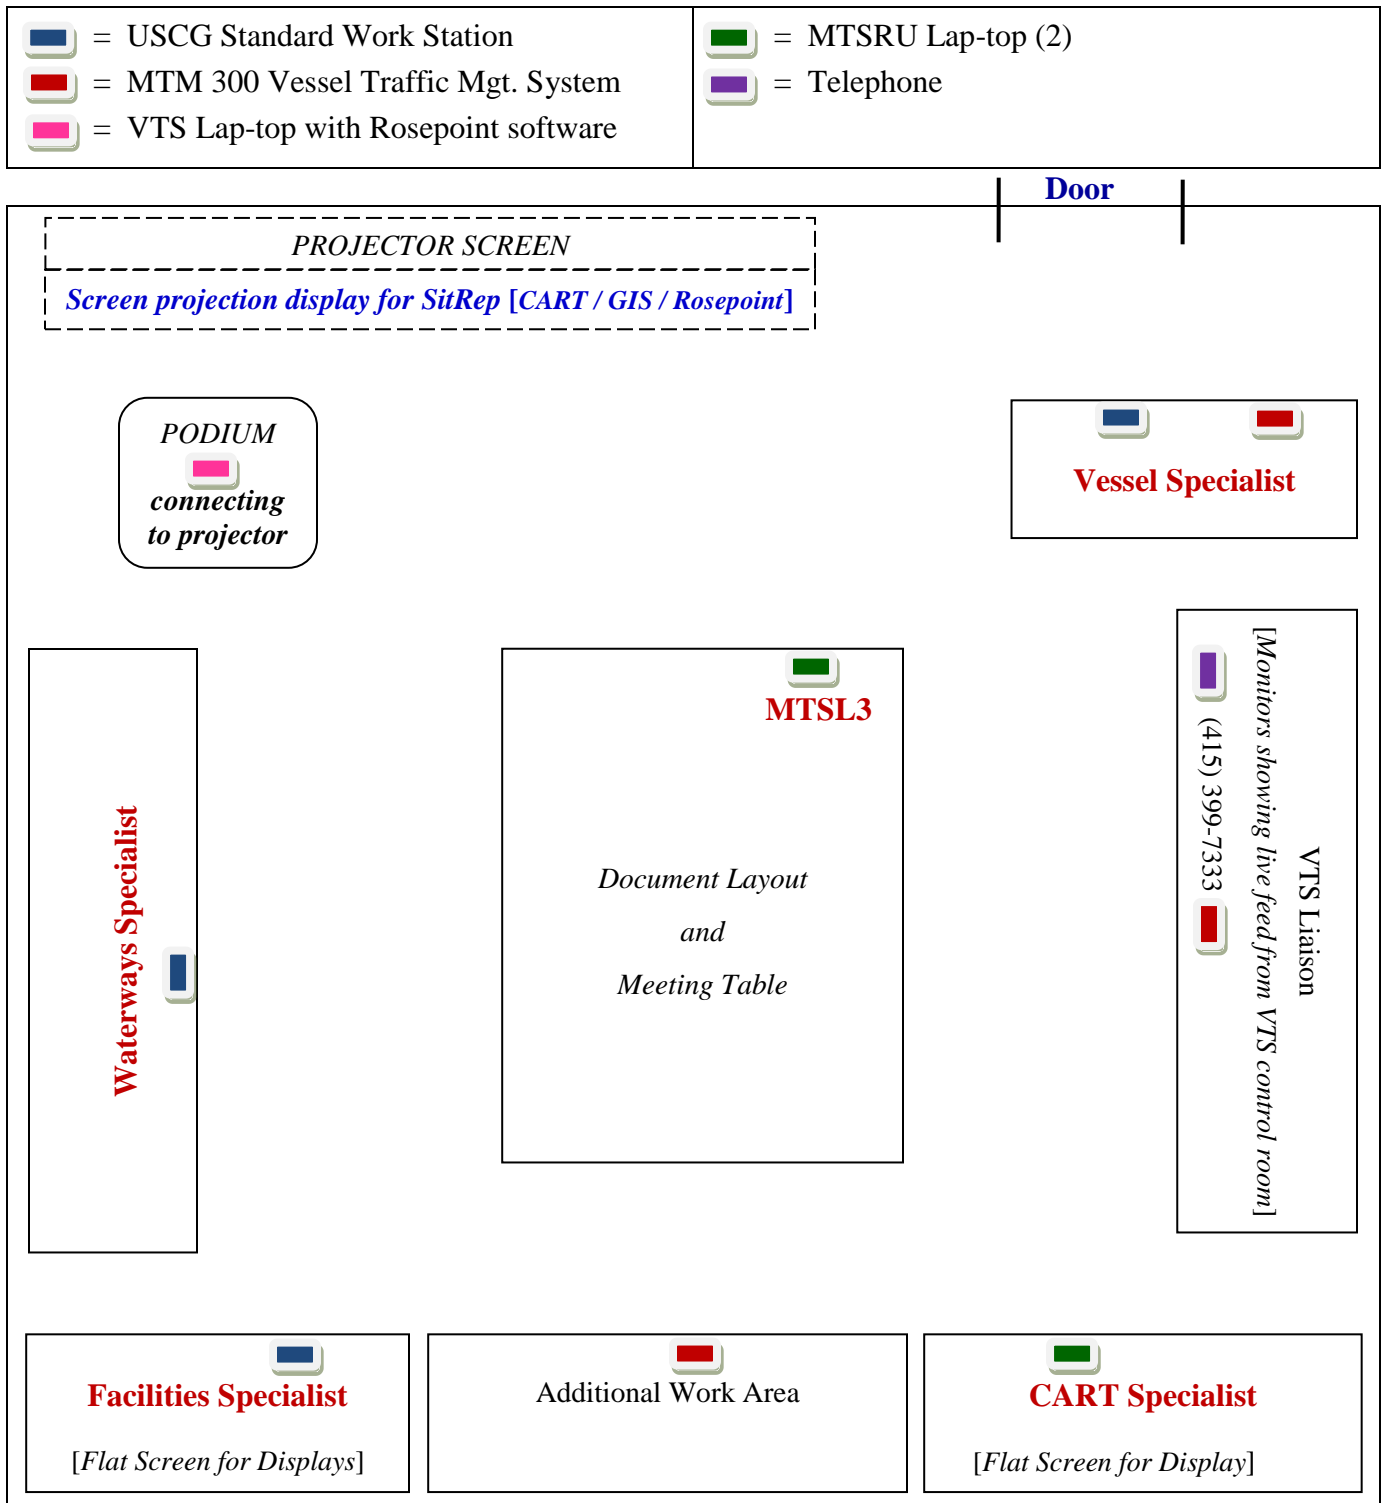 = USCG Standard Work Station
= MTM 300 Vessel Traffic Mgt. System
= VTS Lap-top with Rosepoint software
= MTSRU Lap-top (2)
= Telephone
Door
PROJECTOR SCREEN
Screen projection display for SitRep [CART / GIS / Rosepoint]
PODIUM
connecting
to projector
Vessel Specialist
Waterways Specialist
MTSL3
Document Layout
and
Meeting Table
VTS Liaison
[Monitors showing live feed from VTS control room]
(415) 399-7333
Facilities Specialist
[Flat Screen for Displays]
Additional Work Area
CART Specialist
[Flat Screen for Display]